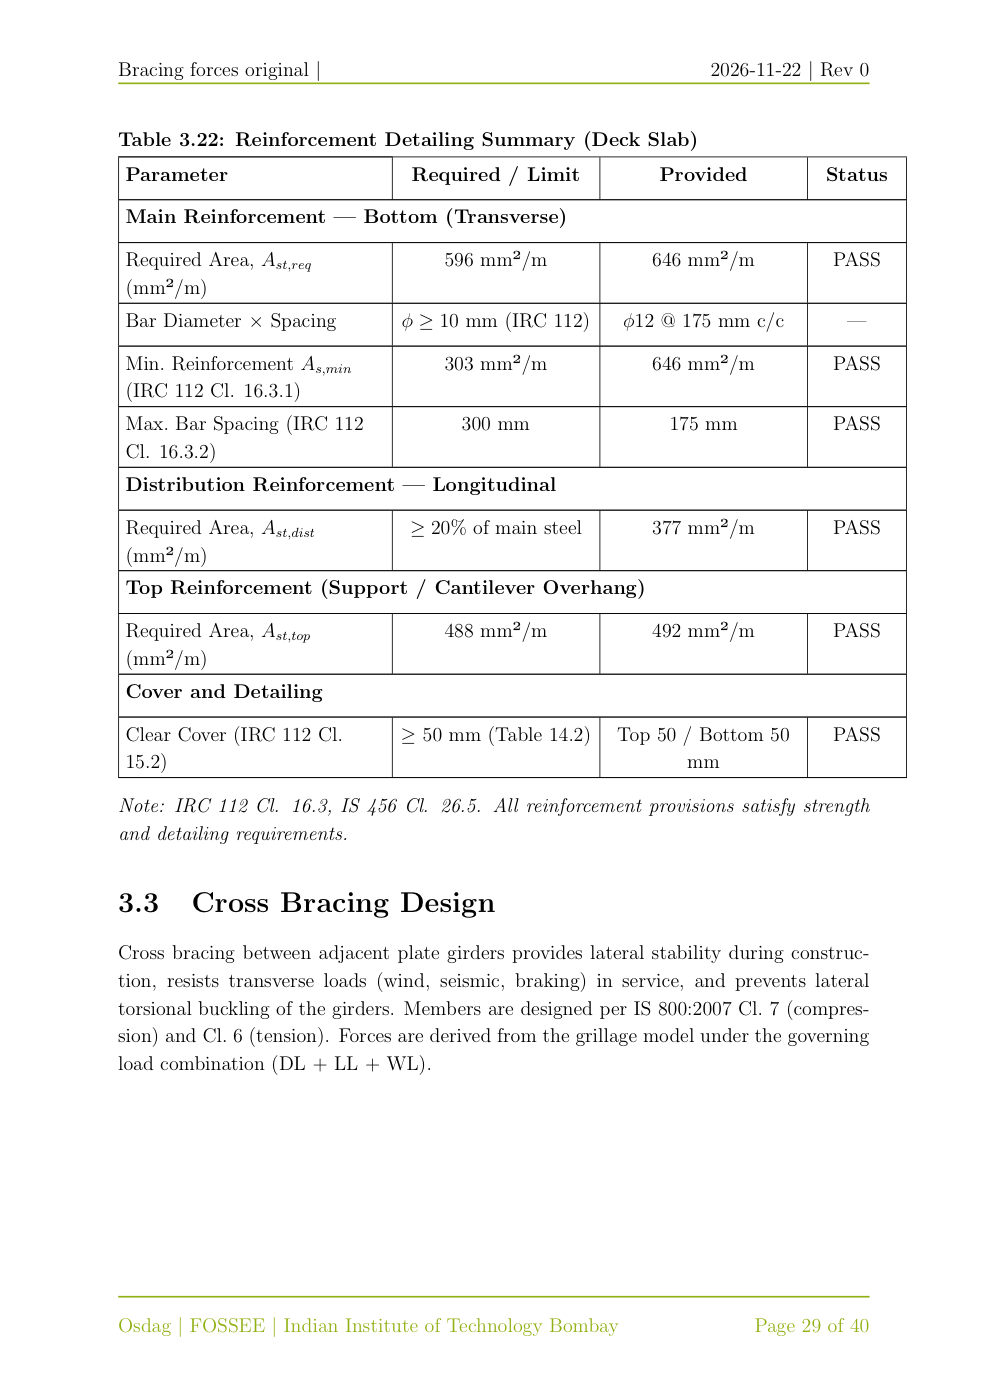 Bracing forces original | 2026-11-22 | Rev 0
Table 3.22: Reinforcement Detailing Summary (Deck Slab)
Parameter Required / Limit Provided Status
Main Reinforcement — Bottom (Transverse)
Required Area, A_{st,req} 596 mm²/m 646 mm²/m PASS
(mm²/m)
Bar Diameter × Spacing ϕ ≥ 10 mm (IRC 112) ϕ12 @ 175 mm c/c —
Min. Reinforcement A_{s,min} 303 mm²/m 646 mm²/m PASS
(IRC 112 Cl. 16.3.1)
Max. Bar Spacing (IRC 112 300 mm 175 mm PASS
Cl. 16.3.2)
Distribution Reinforcement — Longitudinal
Required Area, A_{st,dist} ≥ 20% of main steel 377 mm²/m PASS
(mm²/m)
Top Reinforcement (Support / Cantilever Overhang)
Required Area, A_{st,top} 488 mm²/m 492 mm²/m PASS
(mm²/m)
Cover and Detailing
Clear Cover (IRC 112 Cl. ≥ 50 mm (Table 14.2) Top 50 / Bottom 50 PASS
15.2) mm
Note: IRC 112 Cl. 16.3, IS 456 Cl. 26.5. All reinforcement provisions satisfy strength
and detailing requirements.
3.3 Cross Bracing Design
Cross bracing between adjacent plate girders provides lateral stability during construc-
tion, resists transverse loads (wind, seismic, braking) in service, and prevents lateral
torsional buckling of the girders. Members are designed per IS 800:2007 Cl. 7 (compres-
sion) and Cl. 6 (tension). Forces are derived from the grillage model under the governing
load combination (DL + LL + WL).
Osdag | FOSSEE | Indian Institute of Technology Bombay Page 29 of 40